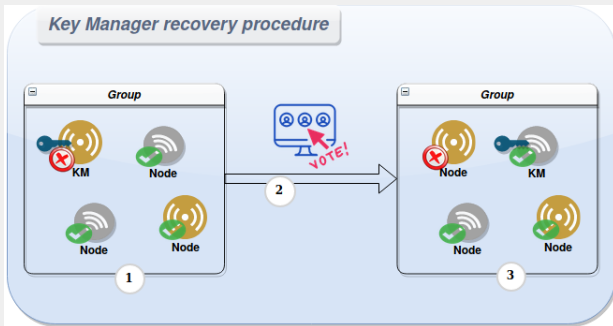 Key Manager recovery procedure
Group
KM
Node
Node
Node
1
VOTE!
2
Group
Node
KM
Node
Node
3